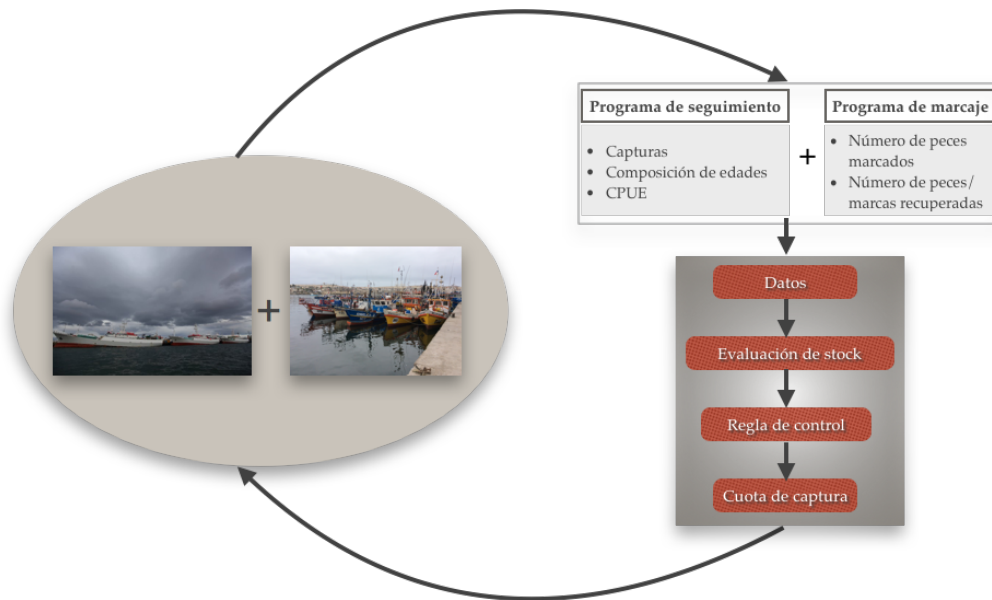 Programa de seguimiento
• Capturas
• Composición de edades
• CPUE
+
Programa de marcaje
• Número de peces
marcados
• Número de peces/
marcas recuperadas
+
Datos
Evaluación de stock
Regla de control
Cuota de captura